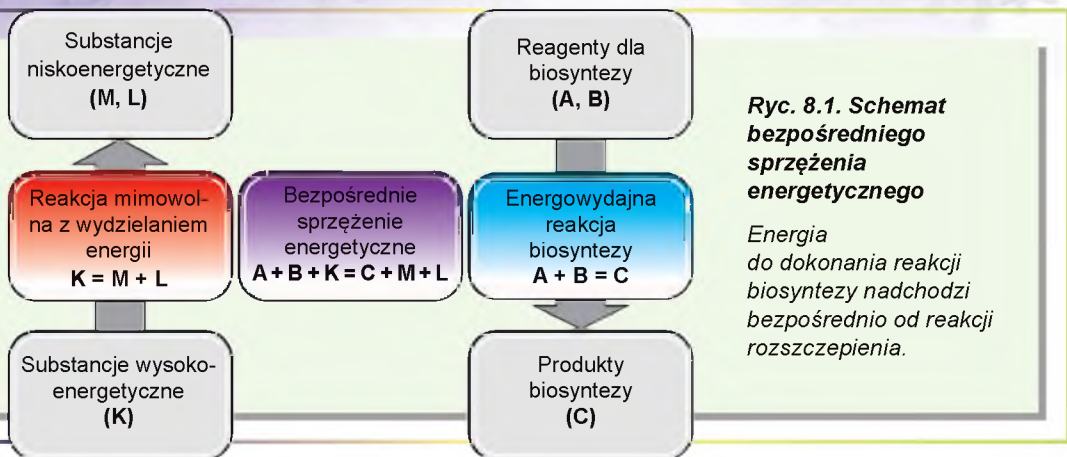 Substancje
niskoenergetyczne
(M, L)
Reakcja mimowol-
na z wydzielaniem
energii
K = M + L
Substancje wysoko-
energetyczne
(K)
Bezpośrednie
sprzężenie
energetyczne
A + B + K = C + M + L
Reagenty dla
biosyntezy
(A, B)
Energowydajna
reakcja
biosyntezy
A + B = C
Produkty
biosyntezy
(C)
Ryc. 8.1. Schemat
bezpośredniego
sprzężenia
energetycznego
Energia
do dokonania reakcji
biosyntezy nadchodzi
bezpośrednio od reakcji
rozszczepienia.